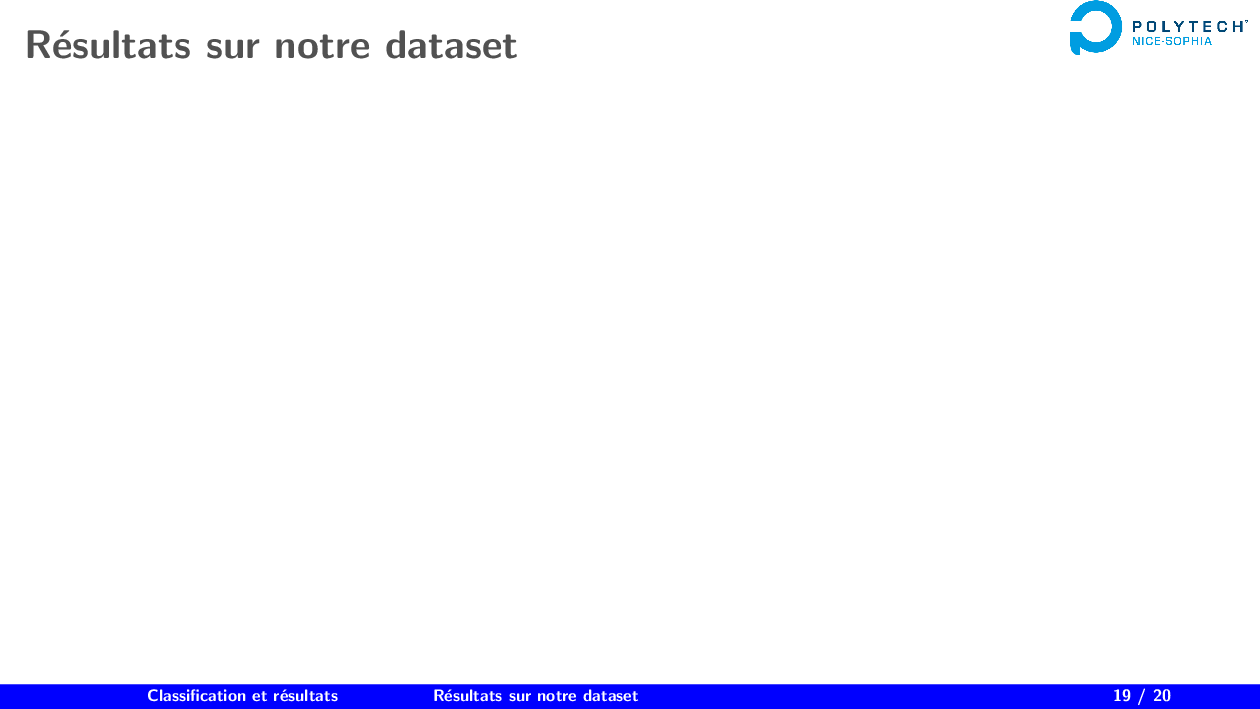 Résultats sur notre dataset
POLYTECH
NICE-SOPHIA
Classification et résultats
Résultats sur notre dataset
19 / 20